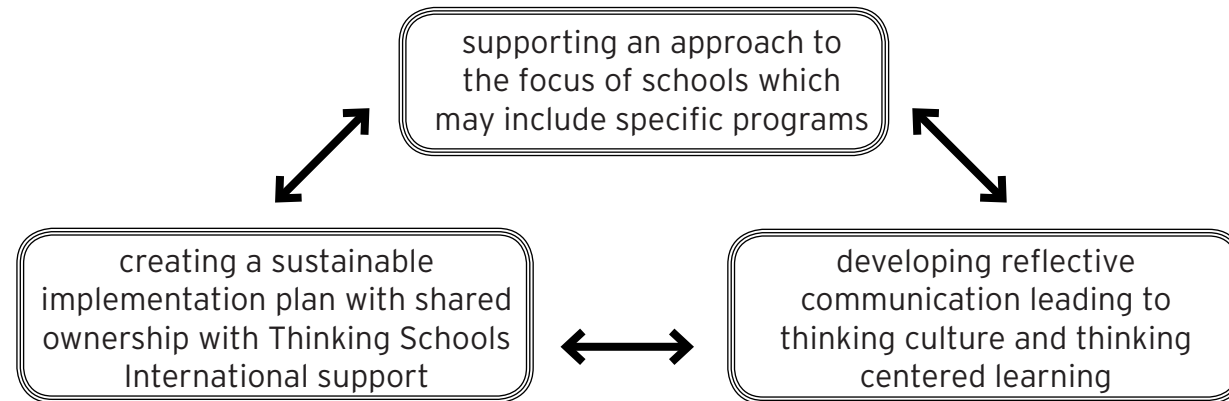 supporting an approach to
the focus of schools which
may include specific programs
creating a sustainable
implementation plan with shared
ownership with Thinking Schools
International support
developing reflective
communication leading to
thinking culture and thinking
centered learning